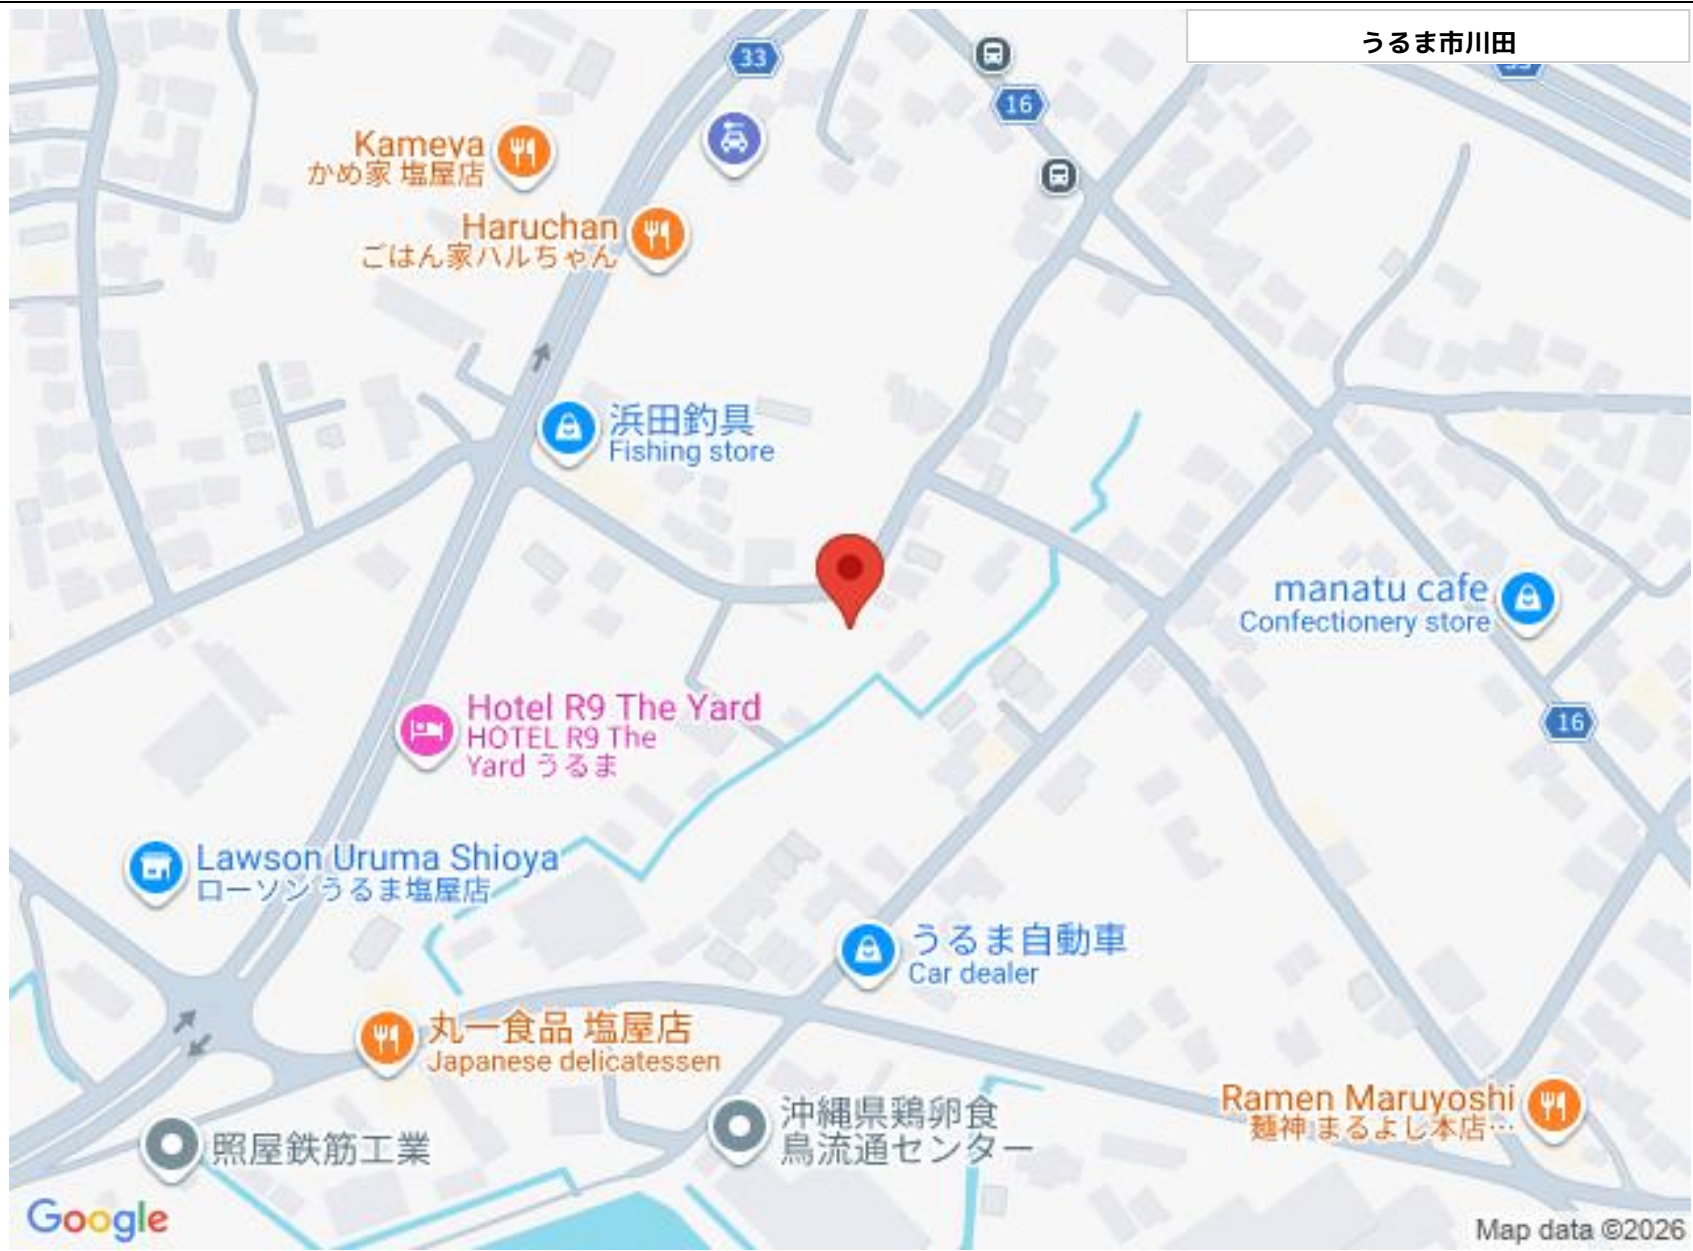 うるま市川田
33
16
Kameya
かめ家 塩屋店
Haruchan
ごはん家ハルちゃん
浜田釣具
Fishing store
manatu cafe
Confectionery store
16
Hotel R9 The Yard
HOTEL R9 The
Yard うるま
Lawson Uruma Shioya
ローソン うるま塩屋店
うるま自動車
Car dealer
丸一食品 塩屋店
Japanese delicatessen
沖縄県鶏卵食
鳥流通センター
Ramen Maruyoshi
麺神 まるよし本店…
照屋鉄筋工業
Google
Map data ©2026